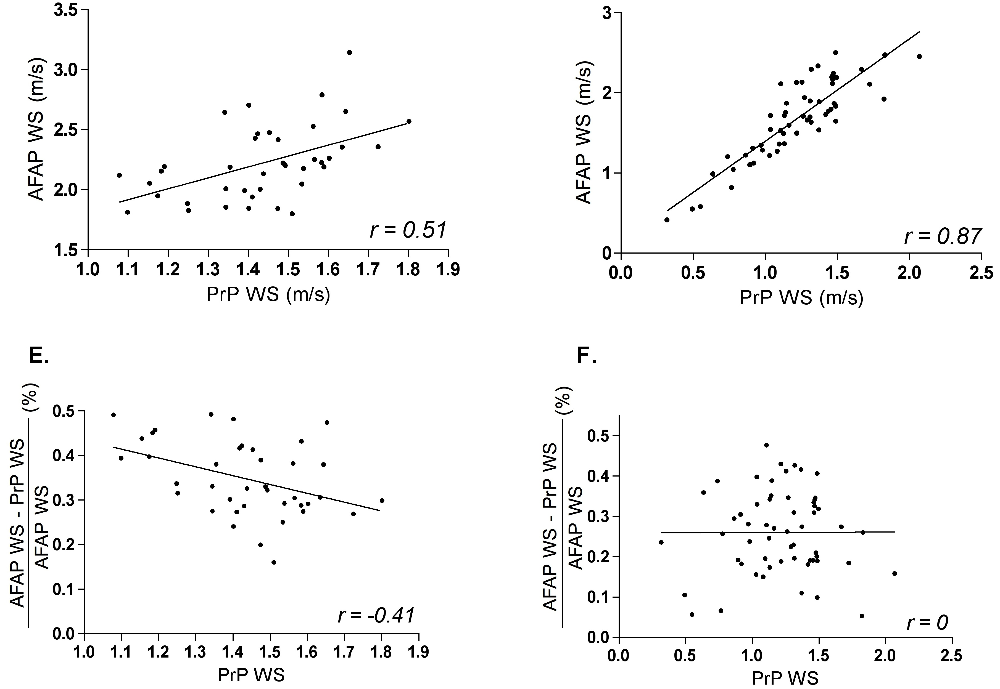 3.5
3.0
2.5
2.0
1.5
AFAP WS (m/s)
1.0 1.1 1.2 1.3 1.4 1.5 1.6 1.7 1.8 1.9
PrP WS (m/s)
r = 0.51
3
2
1
0
AFAP WS (m/s)
0.0 0.5 1.0 1.5 2.0 2.5
PrP WS (m/s)
r = 0.87
E.
AFAP WS - PrP WS
AFAP WS
(%)
0.5
0.4
0.3
0.2
0.1
0.0
1.0 1.1 1.2 1.3 1.4 1.5 1.6 1.7 1.8 1.9
PrP WS
r = -0.41
F.
AFAP WS - PrP WS
AFAP WS
(%)
0.5
0.4
0.3
0.2
0.1
0.0
0.0 0.5 1.0 1.5 2.0 2.5
PrP WS
r = 0